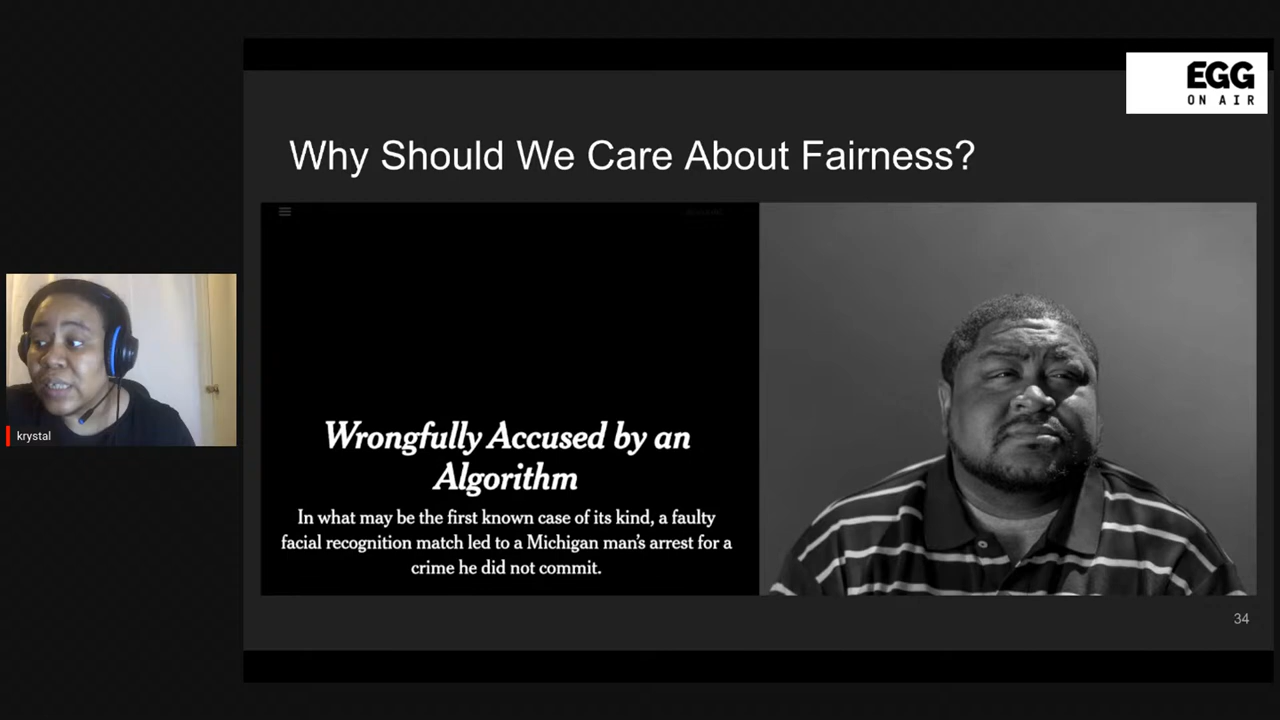 EGG
ON AIR
Why Should We Care About Fairness?
krystal
Wrongfully Accused by an
Algorithm
In what may be the first known case of its kind, a faulty
facial recognition match led to a Michigan man's arrest for a
crime he did not commit.
34